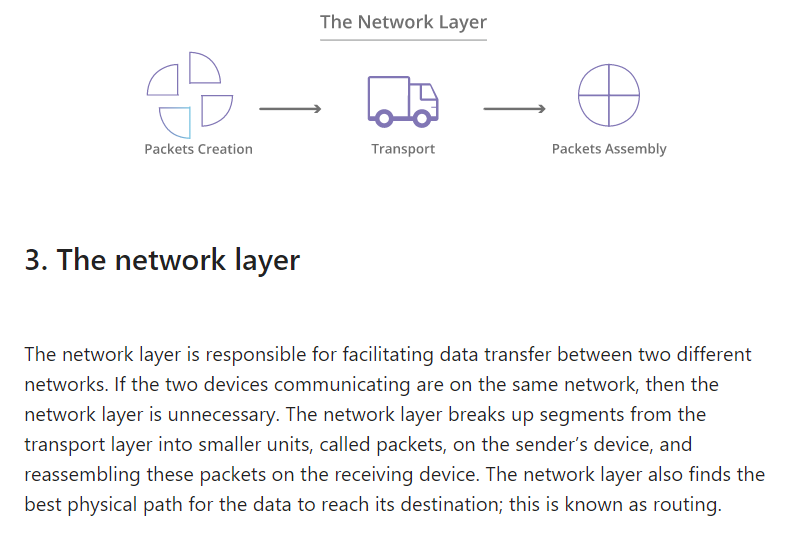 The Network Layer
Packets Creation
Transport
Packets Assembly
3. The network layer
The network layer is responsible for facilitating data transfer between two different
networks. If the two devices communicating are on the same network, then the
network layer is unnecessary. The network layer breaks up segments from the
transport layer into smaller units, called packets, on the sender’s device, and
reassembling these packets on the receiving device. The network layer also finds the
best physical path for the data to reach its destination; this is known as routing.